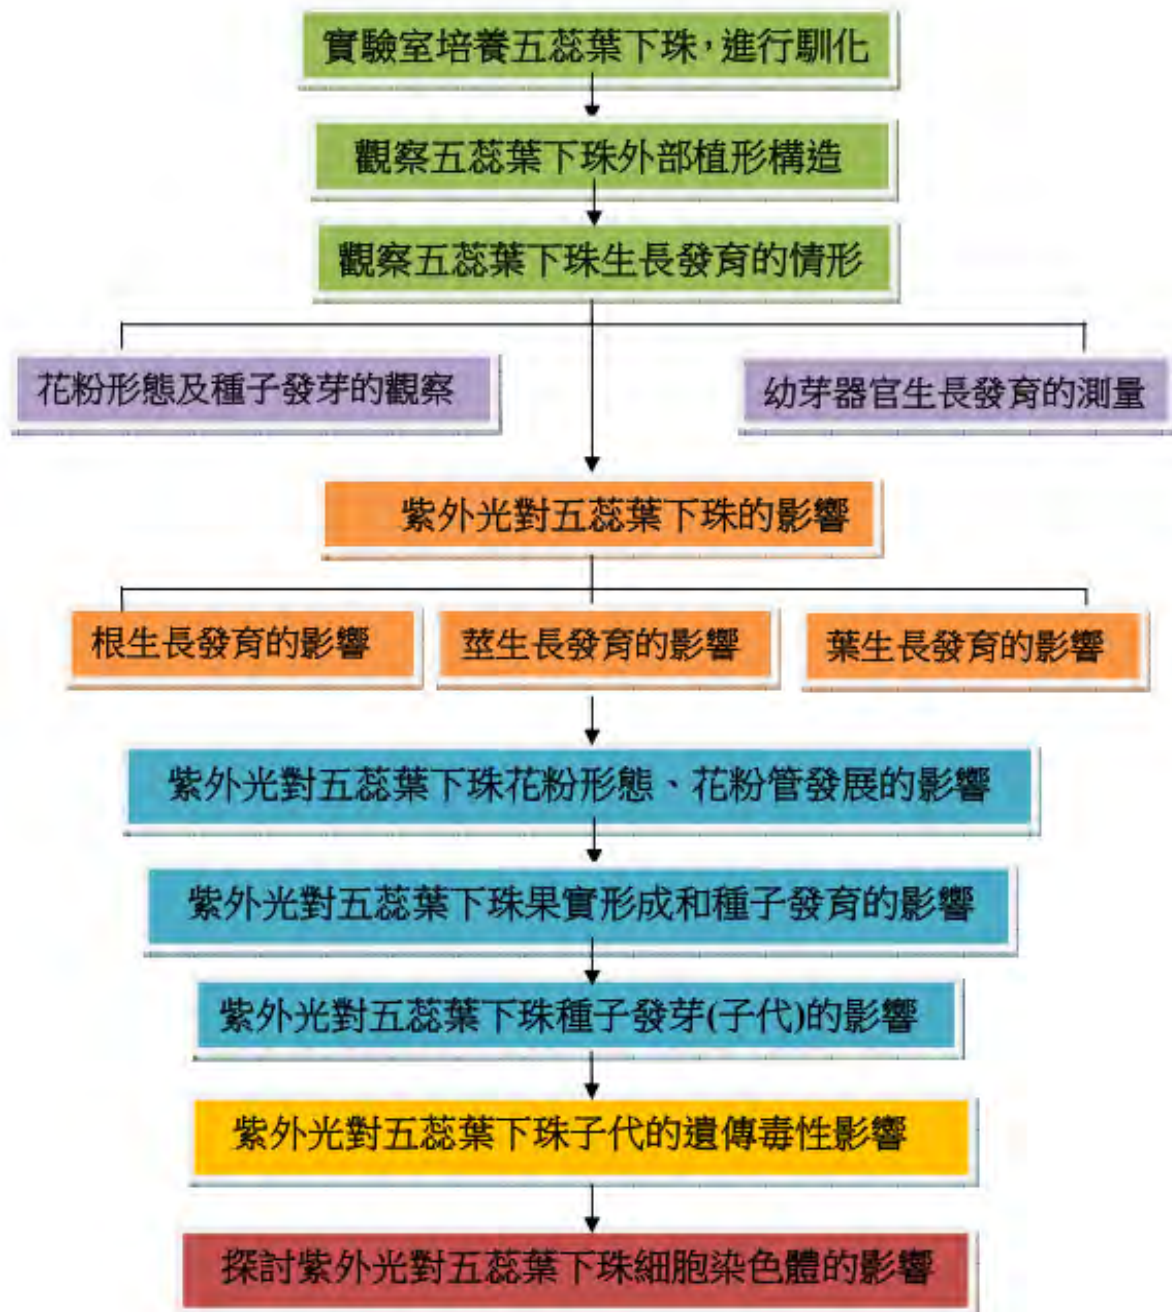 實驗室培養五蕊葉下珠，進行馴化
觀察五蕊葉下珠外部植形構造
觀察五蕊葉下珠生長發育的情形
花粉形態及種子發芽的觀察
幼芽器官生長發育的測量
紫外光對五蕊葉下珠的影響
根生長發育的影響
莖生長發育的影響
葉生長發育的影響
紫外光對五蕊葉下珠花粉形態、花粉管發展的影響
紫外光對五蕊葉下珠果實形成和種子發育的影響
紫外光對五蕊葉下珠種子發芽(子代)的影響
紫外光對五蕊葉下珠子代的遺傳毒性影響
探討紫外光對五蕊葉下珠細胞染色體的影響